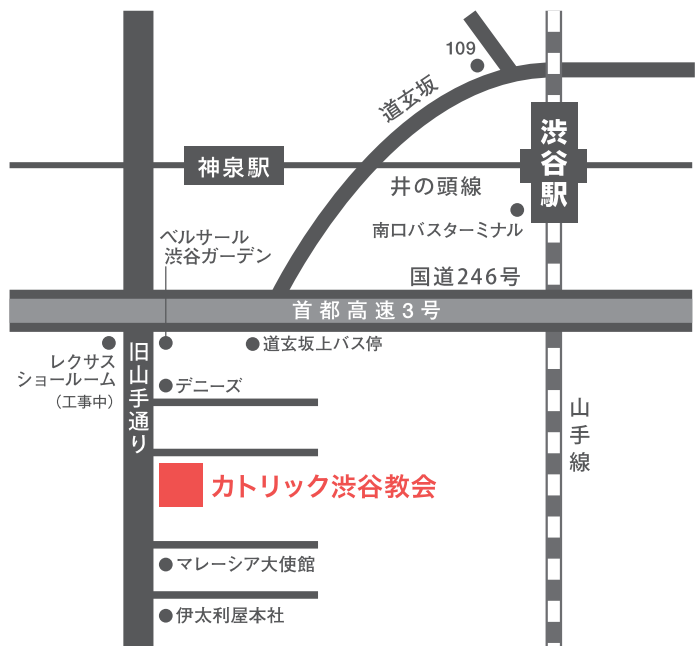 109
道玄坂
渋谷駅
神泉駅
井の頭線
南口バスターミナル
ベルサール
渋谷ガーデン
国道246号
首都高速3号
レクサス
ショールーム
（工事中）
旧山手通り
道玄坂上バス停
デニーズ
山手線
カトリック渋谷教会
マレーシア大使館
伊太利屋本社